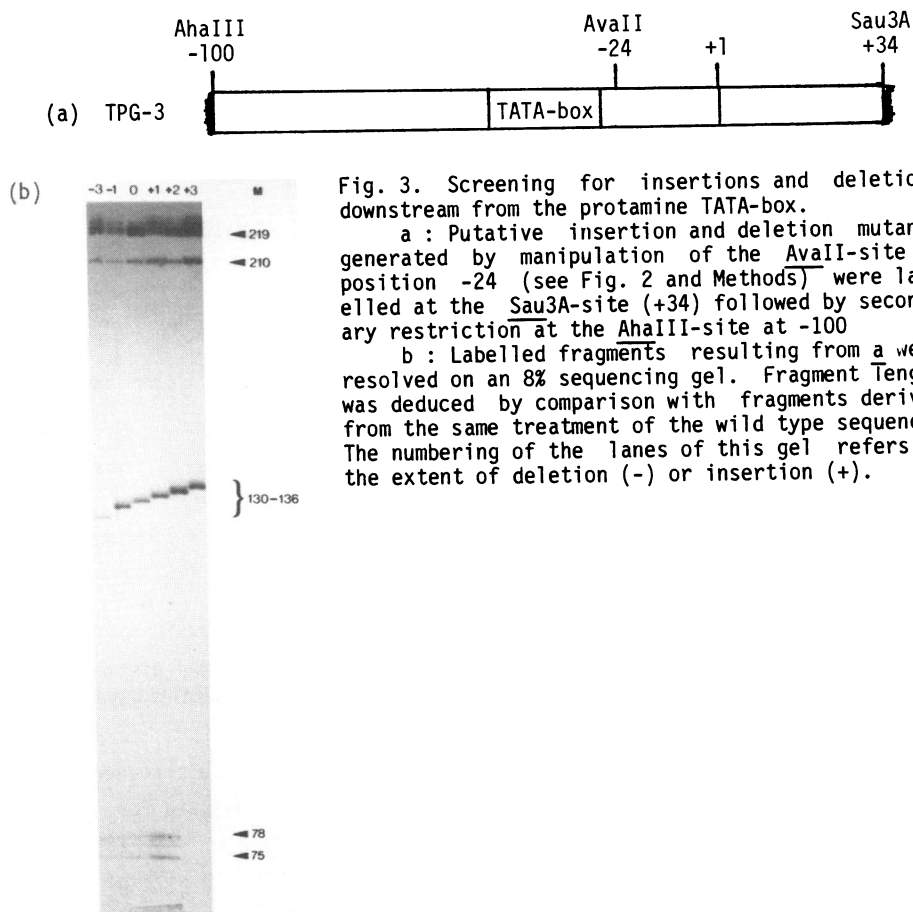 AhaIII AvaII Sau3A
-100 -24 +1 +34
(a) TPG-3 TATA-box
(b) -3 -1 0 +1 +2 +3 M
219
210
130-136
78
75
Fig. 3. Screening for insertions and deletio
downstream from the protamine TATA-box.
a : Putative insertion and deletion mutan
generated by manipulation of the AvaII-site
position -24 (see Fig. 2 and Methods) were la
elled at the Sau3A-site (+34) followed by secon
ary restriction at the AhaIII-site at -100
b : Labelled fragments resulting from a we
resolved on an 8% sequencing gel. Fragment leng
was deduced by comparison with fragments deriv
from the same treatment of the wild type sequen
The numbering of the lanes of this gel refers
the extent of deletion (-) or insertion (+).